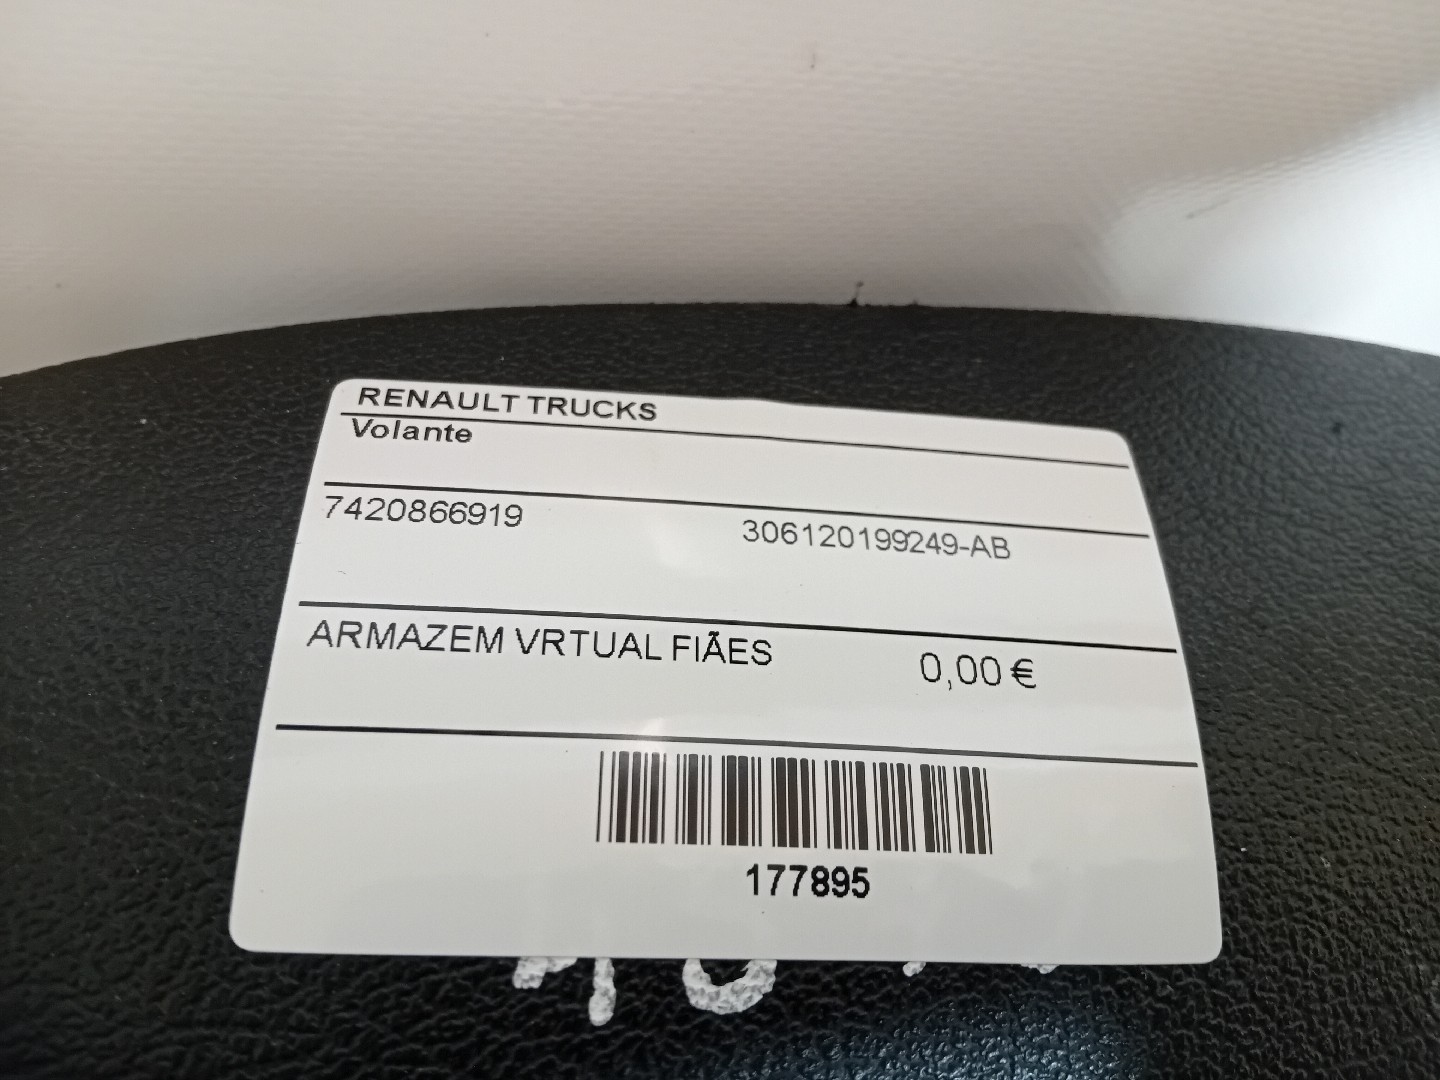 RENAULT TRUCKS
Volante
7420866919 306120199249-AB
ARMAZEM VRTUAL FIÃES 0,00 €
177895